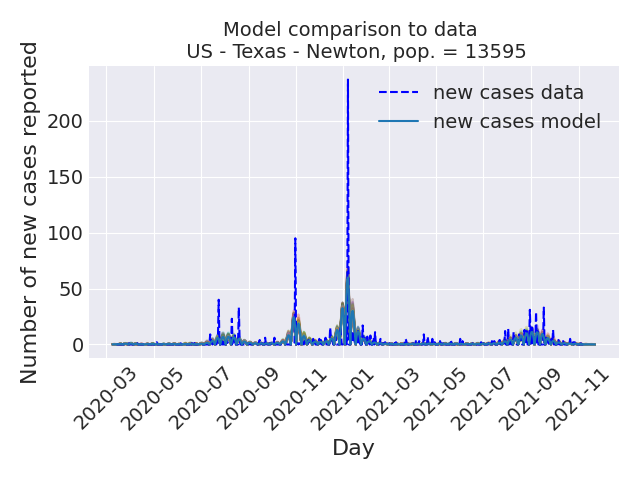 Model comparison to data
US - Texas - Newton, pop. = 13595
Number of new cases reported
200
150
100
50
0
new cases data
new cases model
2020-03
2020-05
2020-07
2020-09
2020-11
2021-01
2021-03
2021-05
2021-07
2021-09
2021-11
Day